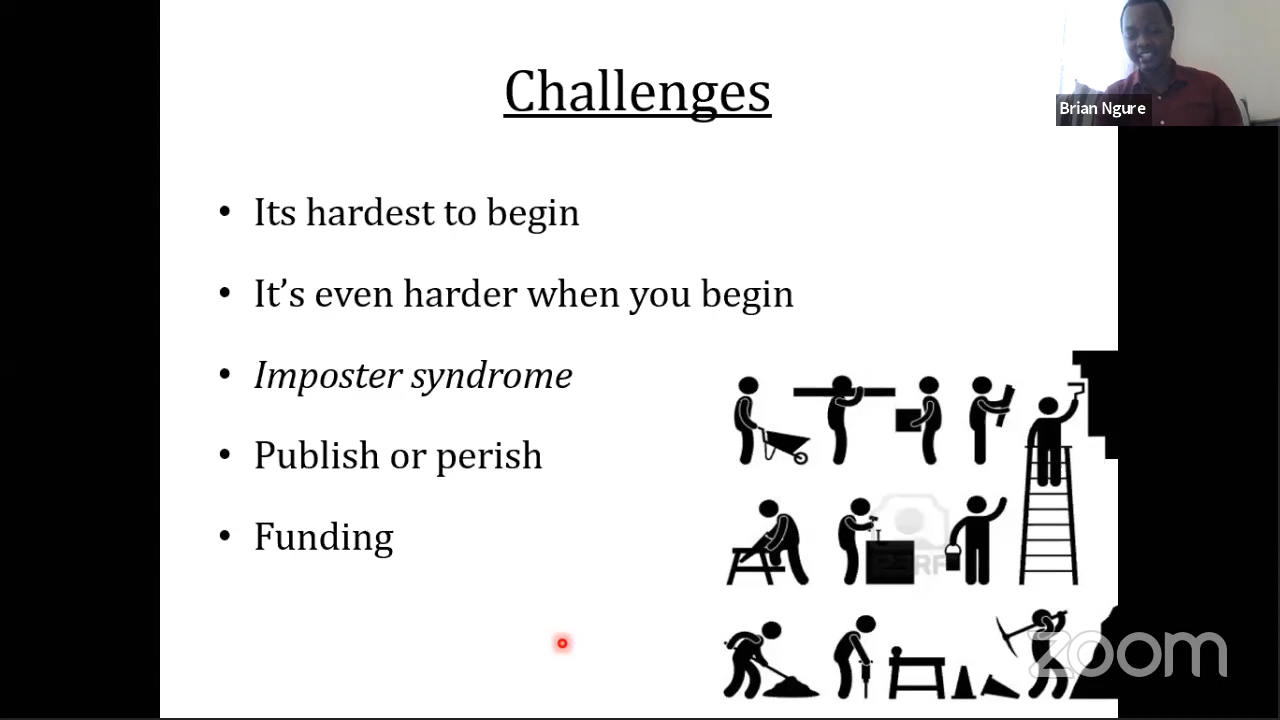 Challenges
Brian Ngure
• Its hardest to begin
• It’s even harder when you begin
• Imposter syndrome
• Publish or perish
• Funding
zoom